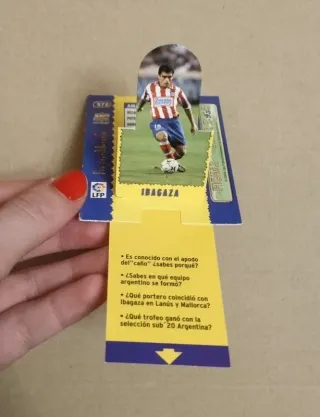 LFP
IBAGAZA
• Es conocido con el apodo
del "caño" ¿sabes porqué?
• ¿Sabes en qué equipo
argentino se formó?
• ¿Qué portero coincidió con
Ibagaza en Lanús y Mallorca?
• ¿Qué trofeo ganó con la
selección sub 20 Argentina?